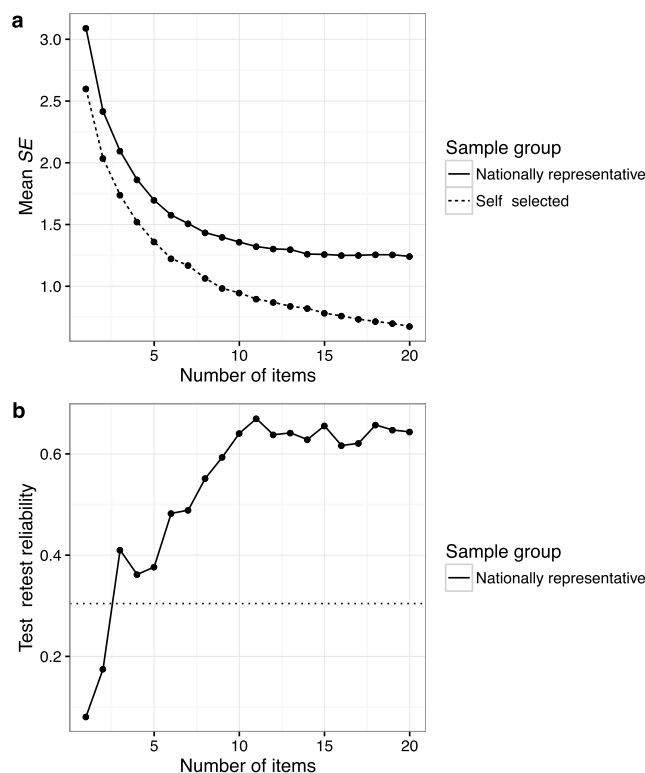 a
3.0
2.5
2.0
1.5
1.0
Mean SE
5 10 15 20
Number of items
Sample group
Nationally representative
Self selected
b
0.6
0.4
0.2
Test retest reliability
5 10 15 20
Number of items
Sample group
Nationally representative